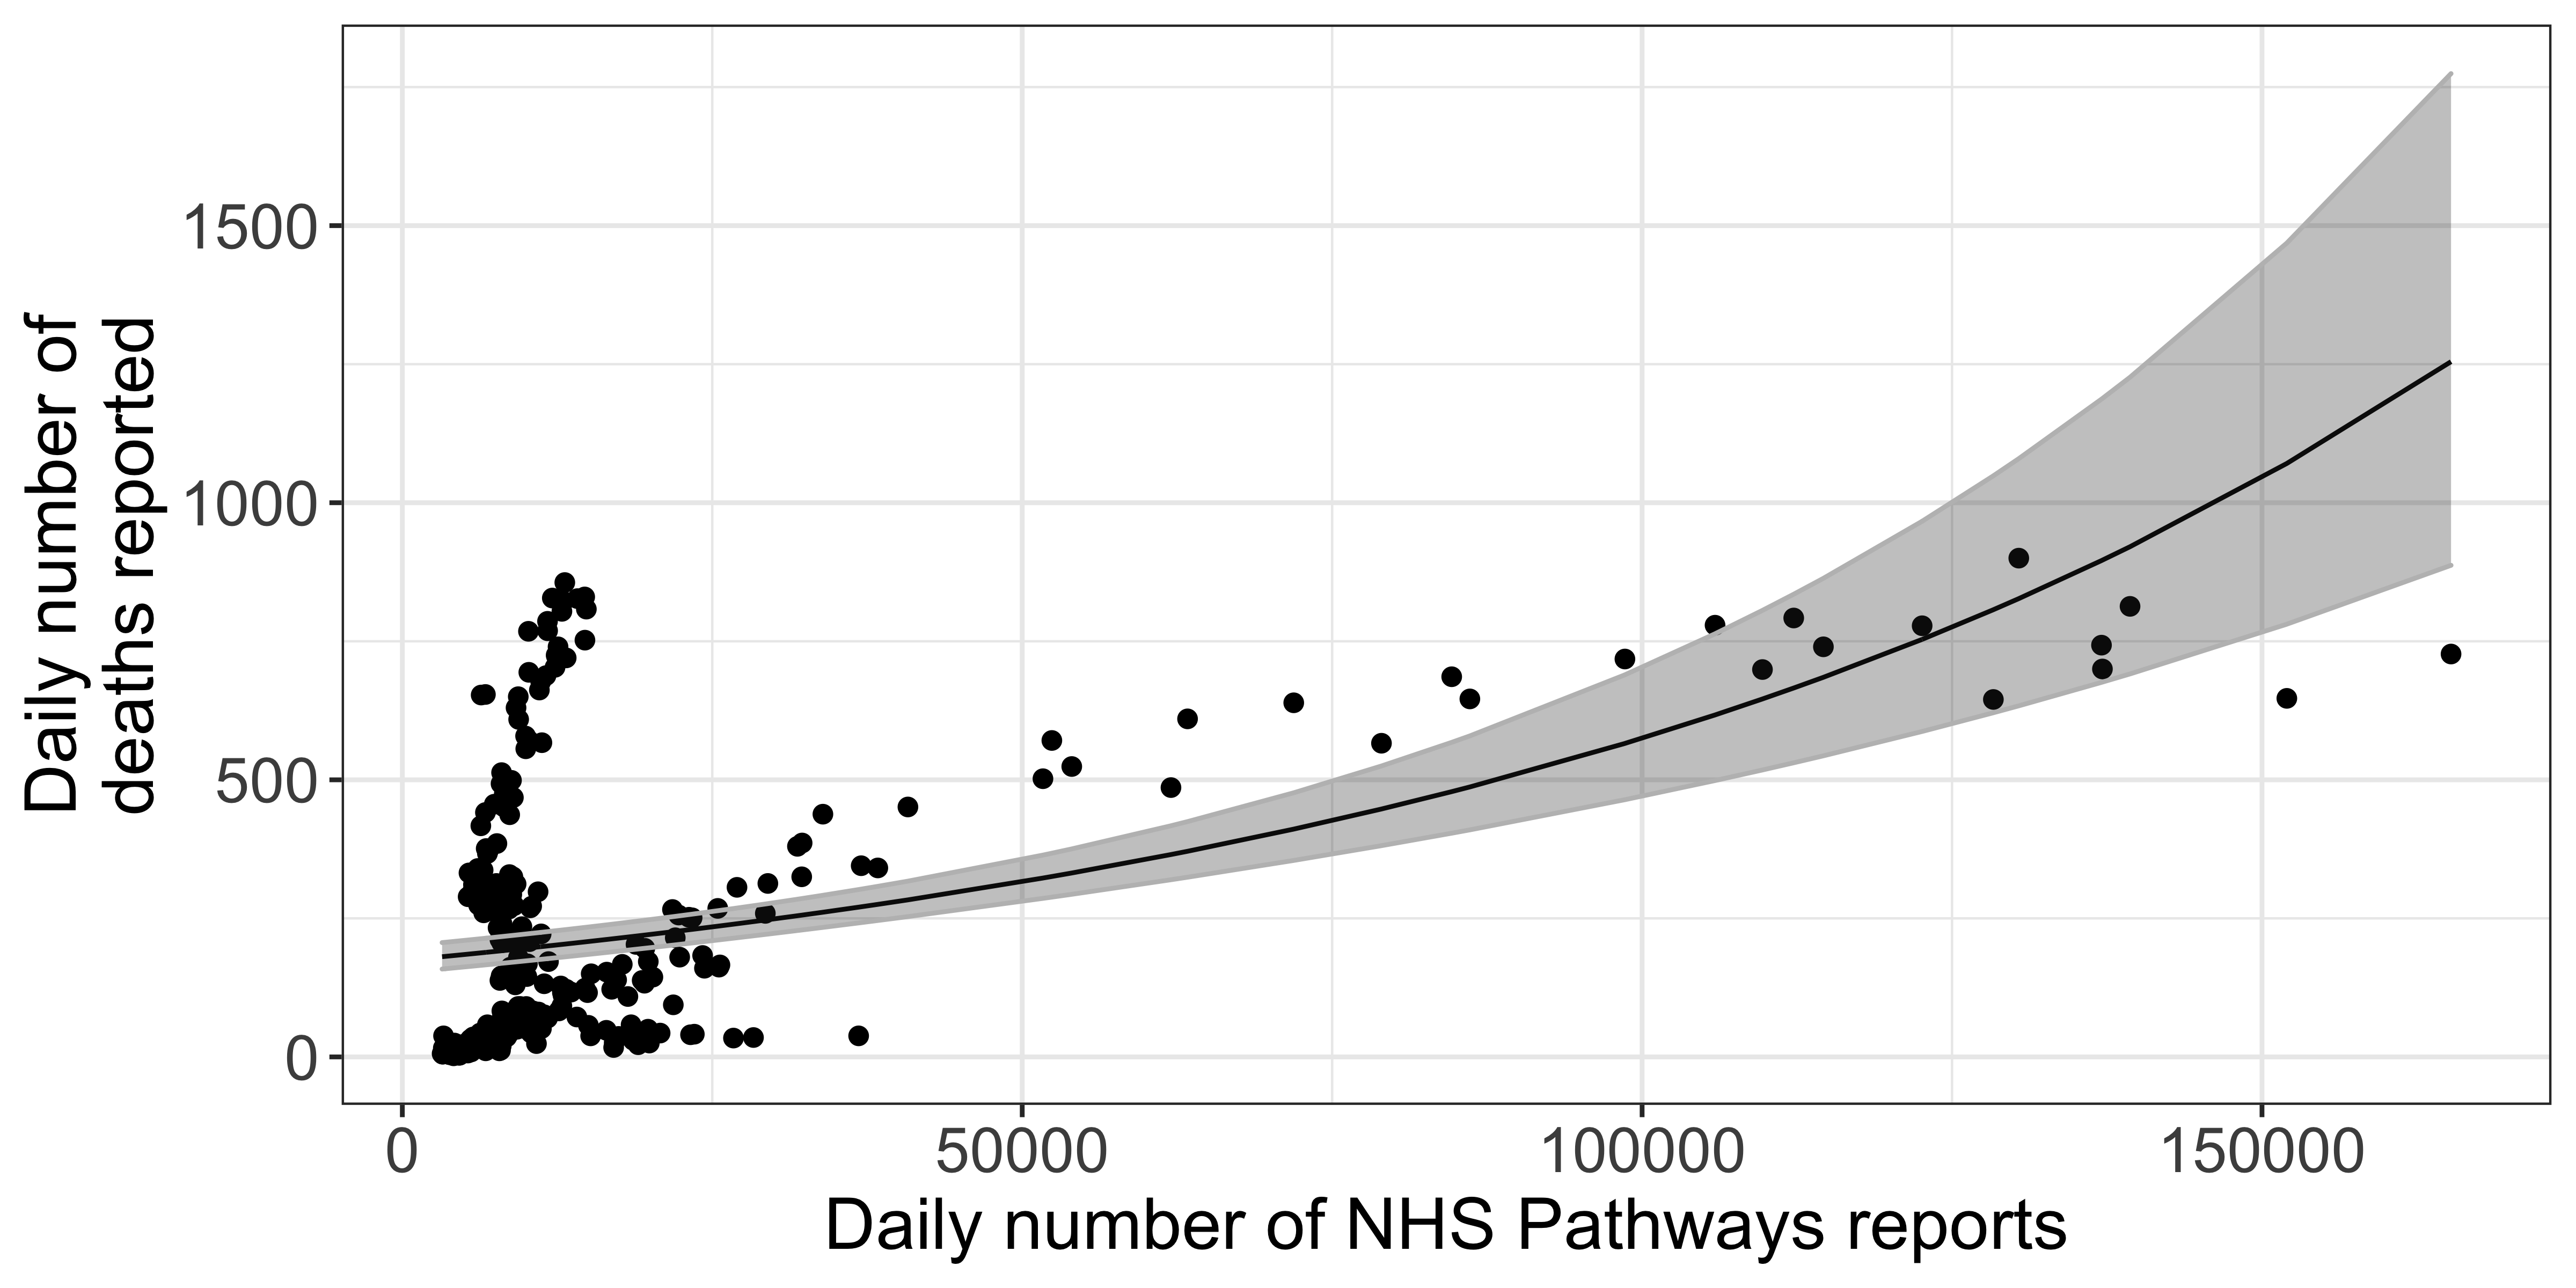 Daily number of
deaths reported
1500
1000
500
0
0
50000
100000
150000
Daily number of NHS Pathways reports